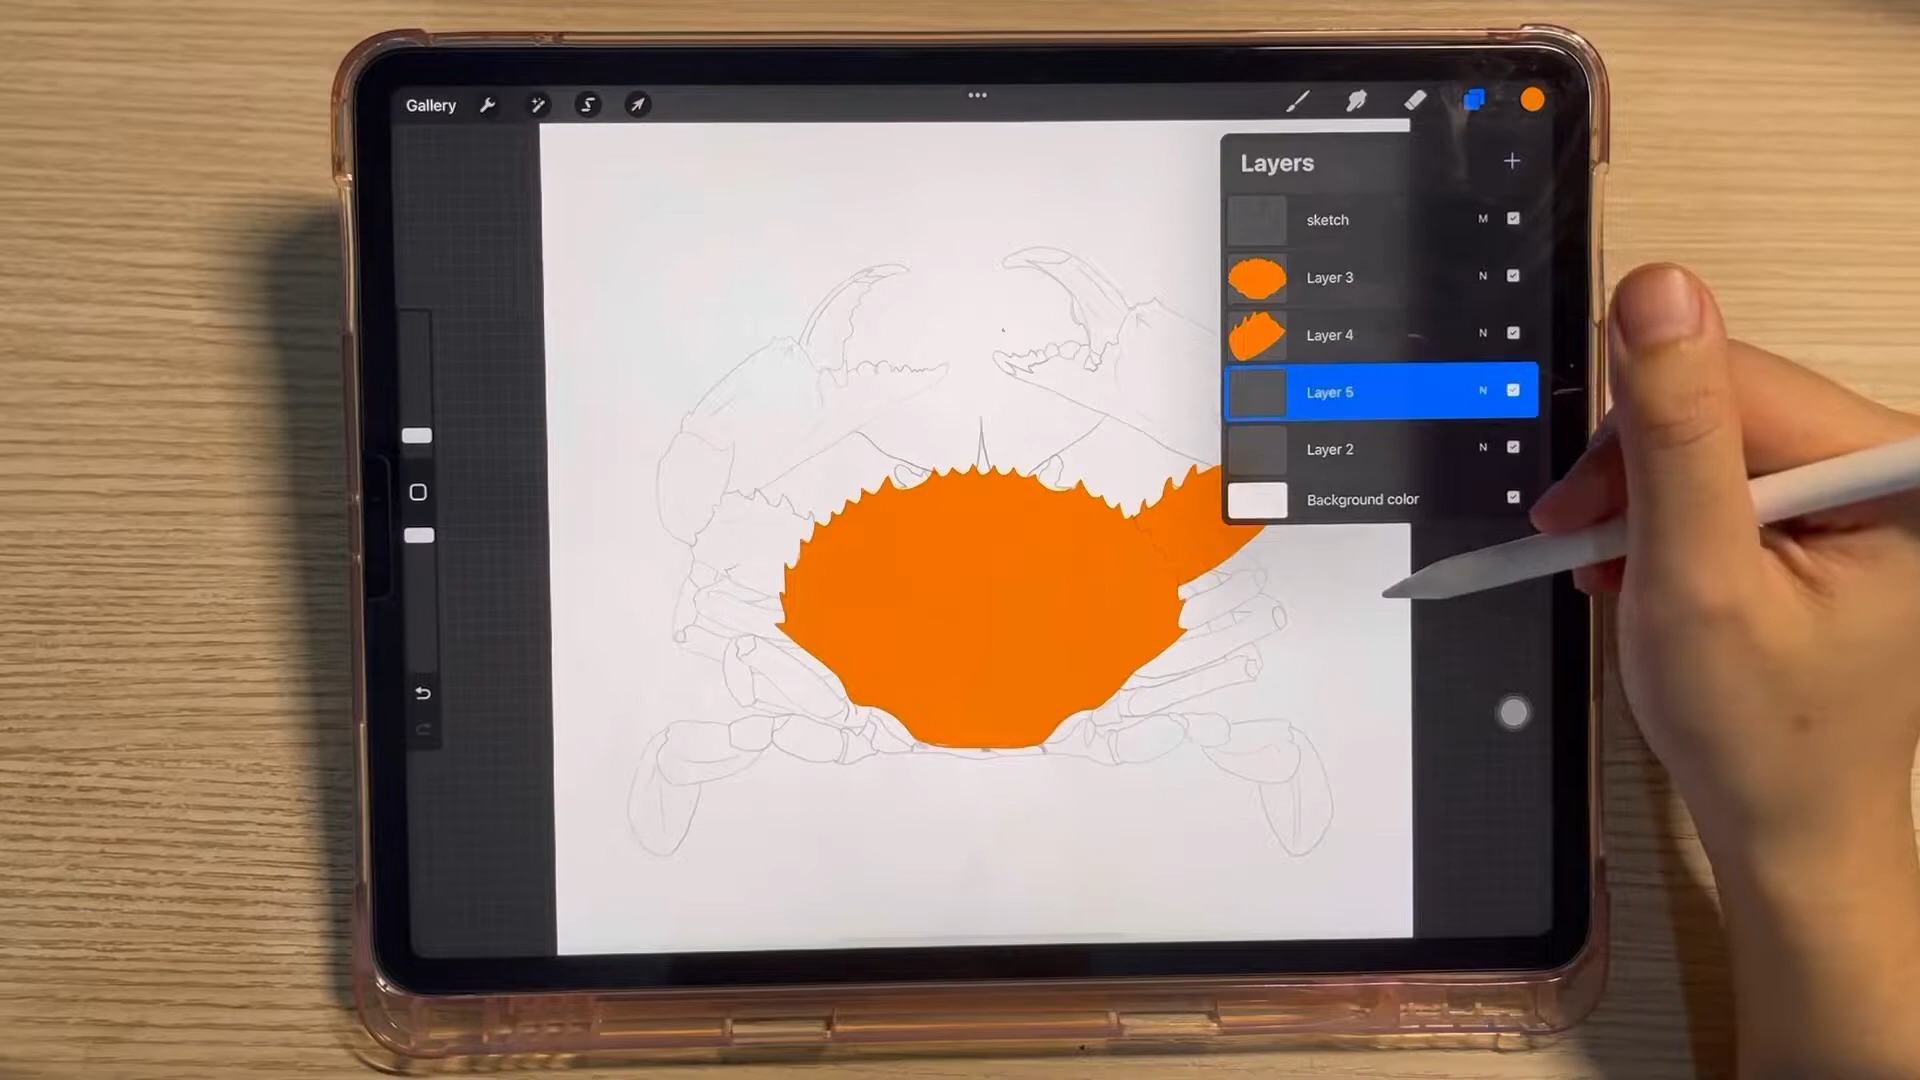 Gallery
Layers
sketch M
Layer 3 N
Layer 4 N
Layer 5 N
Layer 2 N
Background color